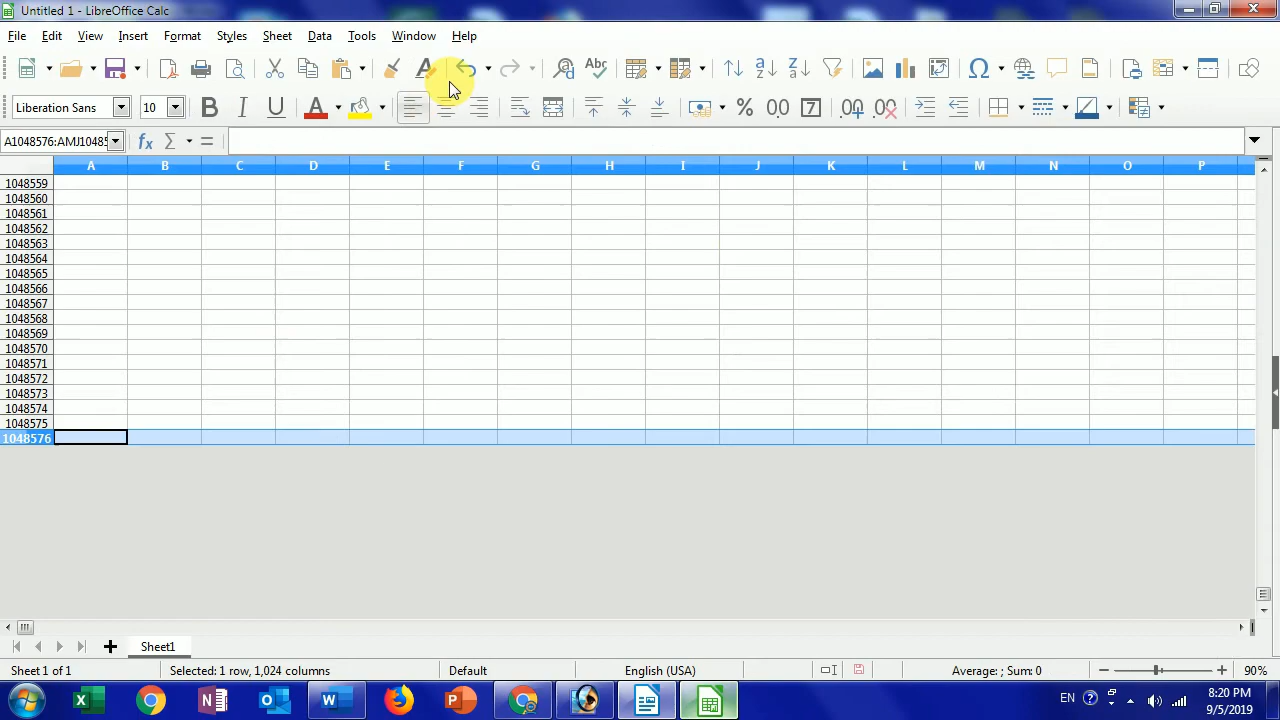 Untitled 1 - LibreOffice Calc
File Edit View Insert Format Styles Sheet Data Tools Window Help
Liberation Sans 10
A1048576:AMJ1048
A B C D E F G H I J K L M N O P
1048559
1048560
1048561
1048562
1048563
1048564
1048565
1048566
1048567
1048568
1048569
1048570
1048571
1048572
1048573
1048574
1048575
1048576
Sheet1
Sheet 1 of 1 Selected: 1 row, 1,024 columns Default English (USA) Average: ; Sum: 0 90%
EN 8:20 PM
9/5/2019